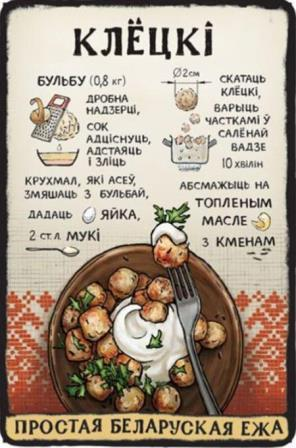 КЛЁЦКІ
БУЛЬБУ (0,8 кг)
ДРОБНА
НАДЗЕРЦІ,
СОК
АДЦІСНУЦЬ,
АДСТАЯЦЬ
І ЗЛІЦЬ
КРУХМАЛ, ЯКІ АСЕЎ,
ЗМЯШАЦЬ З БУЛЬБАЙ,
ДАДАЦЬ ЯЙКА,
2 ст.л. МУКІ
Ø2см
СКАТАЦЬ
КЛЁЦКІ,
ВАРЫЦЬ
ЧАСТКАМІ Ў
САЛЁНАЙ
ВАДЗЕ
10 ХВІЛІН
АБСМАЖЫЦЬ НА
ТОПЛЕНЫМ
МАСЛЕ
З КМЕНАМ
ПРОСТАЯ БЕЛАРУСКАЯ ЕЖА